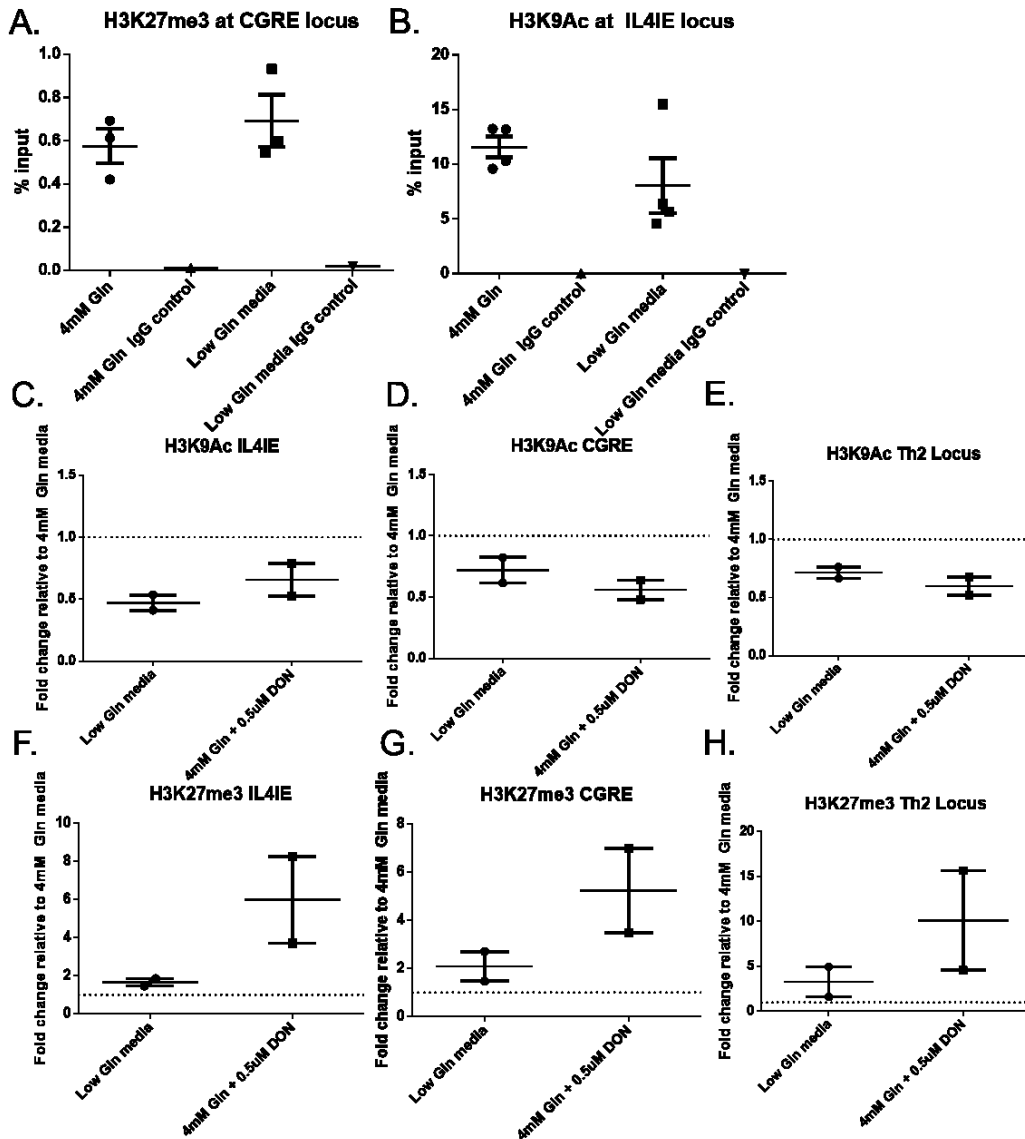 A.
H3K27me3 at CGRE locus
% input
1.0
0.8
0.6
0.4
0.2
0.0
4mM Gln
4mM Gln IgG control
Low Gln media
Low Gln media IgG control
B.
H3K9Ac at IL4IE locus
% input
20
15
10
5
0
4mM Gln
4mM Gln IgG control
Low Gln media
Low Gln media IgG control
C.
H3K9Ac IL4IE
Fold change relative to 4mM Gln media
1.5
1.0
0.5
0.0
Low Gln media
4mM Gln + 0.5uM DON
D.
H3K9Ac CGRE
Fold change relative to 4mM Gln media
1.5
1.0
0.5
0.0
Low Gln media
4mM Gln + 0.5uM DON
E.
H3K9Ac Th2 Locus
Fold change relative to 4mM Gln media
1.5
1.0
0.5
0.0
Low Gln media
4mM Gln + 0.5uM DON
F.
H3K27me3 IL4IE
Fold change relative to 4mM Gln media
10
8
6
4
2
0
Low Gln media
4mM Gln + 0.5uM DON
G.
H3K27me3 CGRE
Fold change relative to 4mM Gln media
8
6
4
2
0
Low Gln media
4mM Gln + 0.5uM DON
H.
H3K27me3 Th2 Locus
Fold change relative to 4mM Gln media
20
15
10
5
0
Low Gln media
4mM Gln + 0.5uM DON